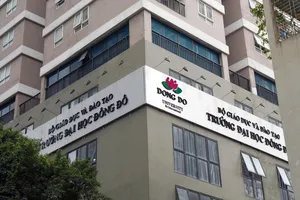 BỘ GIÁO DỤC VÀ ĐÀO TẠO
TRƯỜNG ĐẠI HỌC ĐÔNG ĐÔ
DONG DO
UNIVERSITY
BỘ GIÁO DỤC VÀ ĐÀO TẠO
TRƯỜNG ĐẠI HỌC ĐÔNG Đ